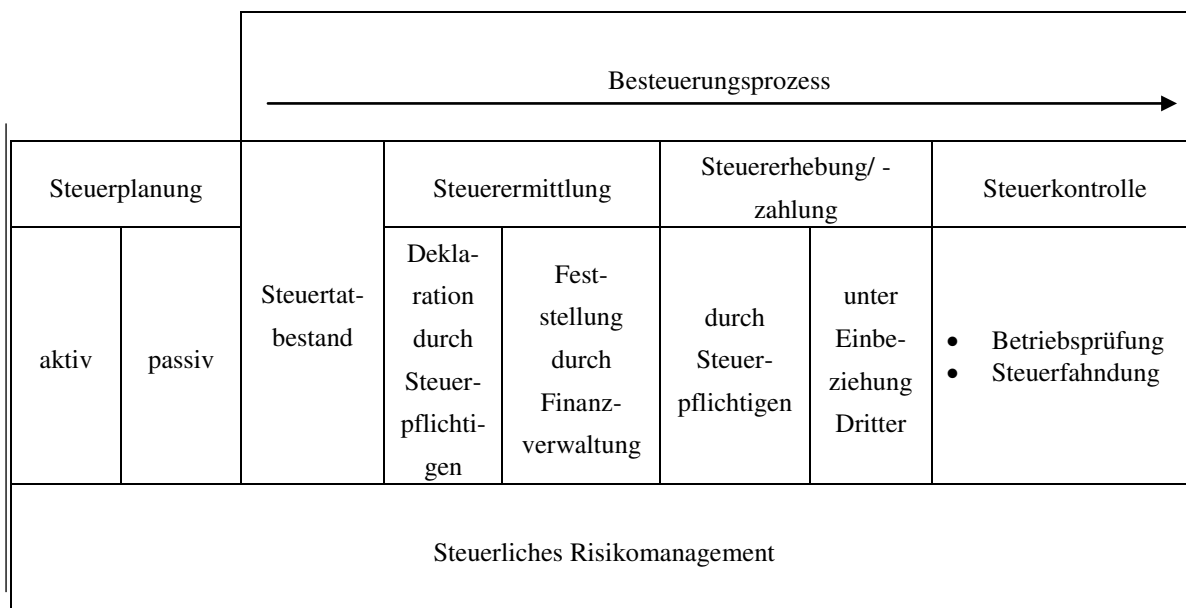 Besteuerungsprozess
Steuerplanung
Steuerermittlung
Steuererhebung/ -
zahlung
Steuerkontrolle
aktiv
passiv
Steuertat-
bestand
Dekla-
ration
durch
Steuer-
pflichti-
gen
Fest-
stellung
durch
Finanz-
verwaltung
durch
Steuer-
pflichtigen
unter
Einbe-
ziehung
Dritter
• Betriebsprüfung
• Steuerfahndung
Steuerliches Risikomanagement